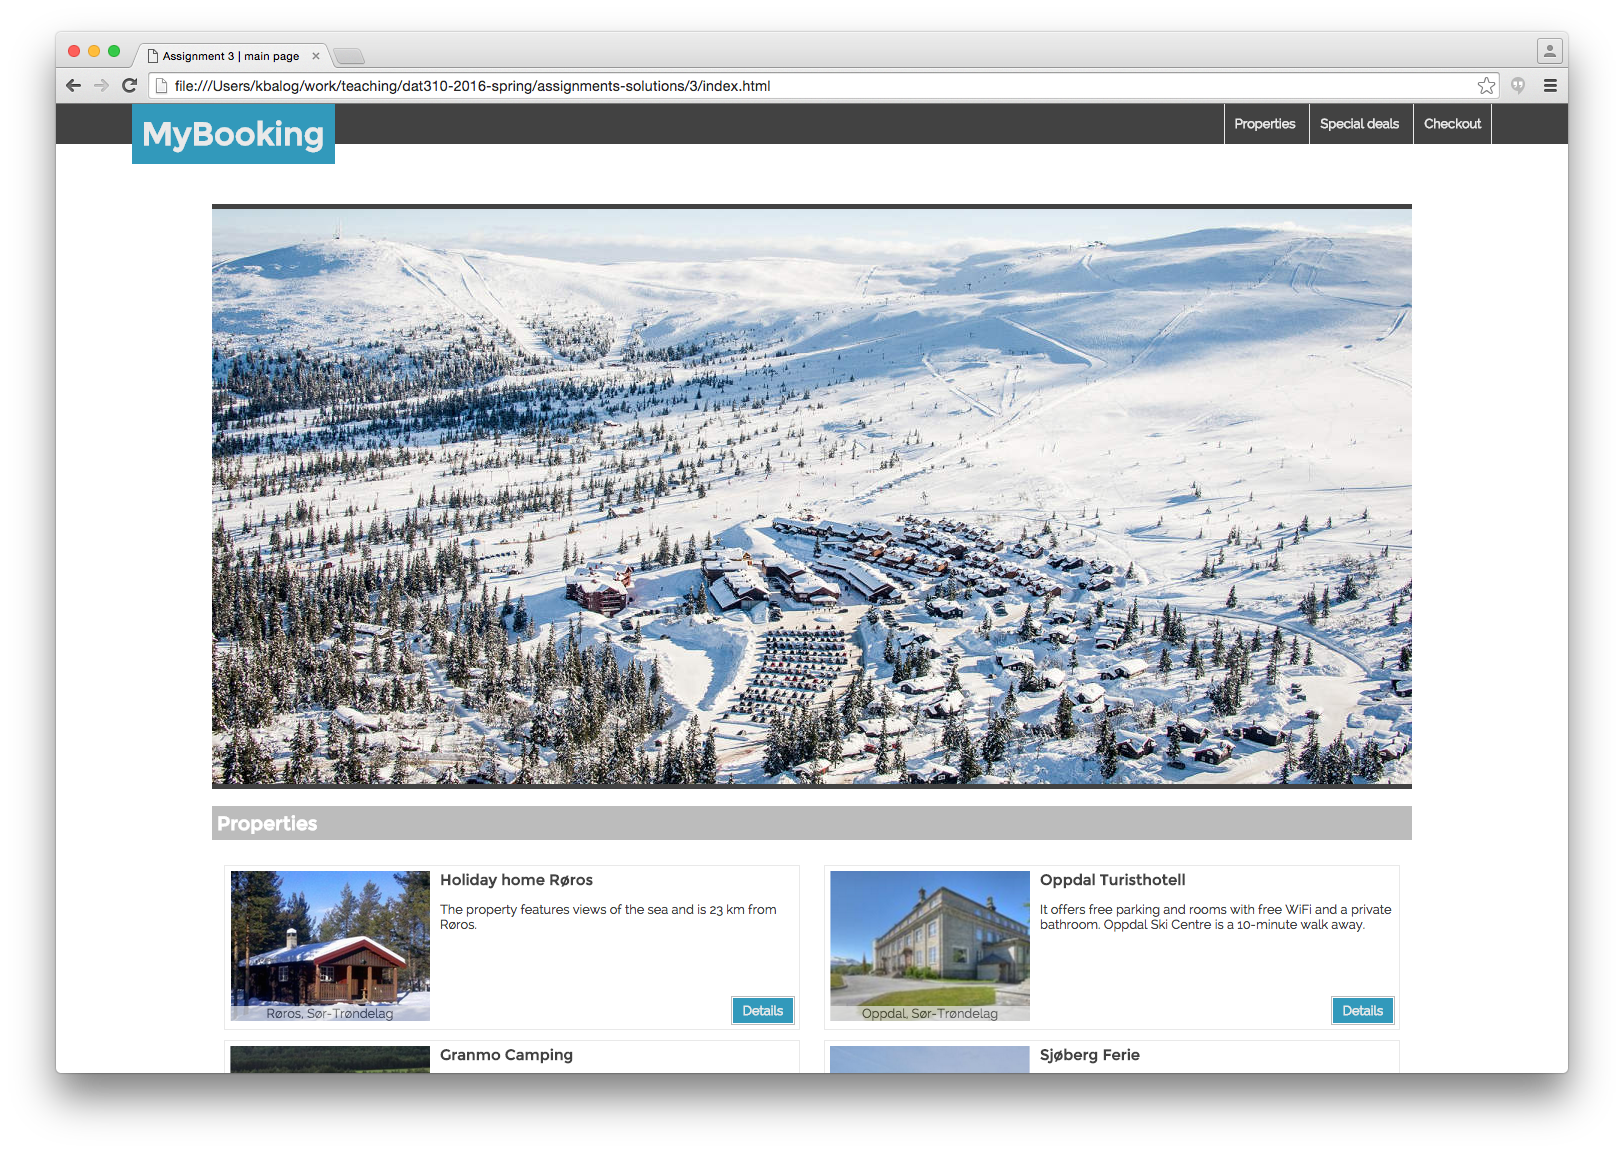 Assignment 3 | main page
file:///Users/kbalog/work/teaching/dat310-2016-spring/assignments-solutions/3/index.html
MyBooking
Properties
Special deals
Checkout
Properties
Holiday home Røros
The property features views of the sea and is 23 km from
Røros.
Røros, Sør-Trøndelag
Details
Oppdal Turisthotell
It offers free parking and rooms with free WiFi and a private
bathroom. Oppdal Ski Centre is a 10-minute walk away.
Oppdal, Sør-Trøndelag
Details
Granmo Camping
Sjøberg Ferie